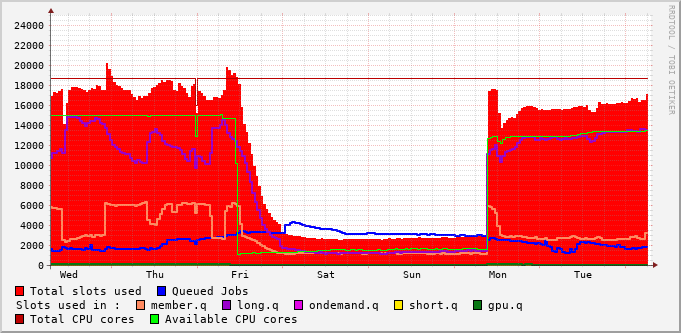 24000
22000
20000
18000
16000
14000
12000
10000
8000
6000
4000
2000
0
Wed Thu Fri Sat Sun Mon Tue
Total slots used Queued Jobs
Slots used in : member.q long.q ondemand.q short.q gpu.q
Total CPU cores Available CPU cores
RRDTOOL / TOBI OETIKER